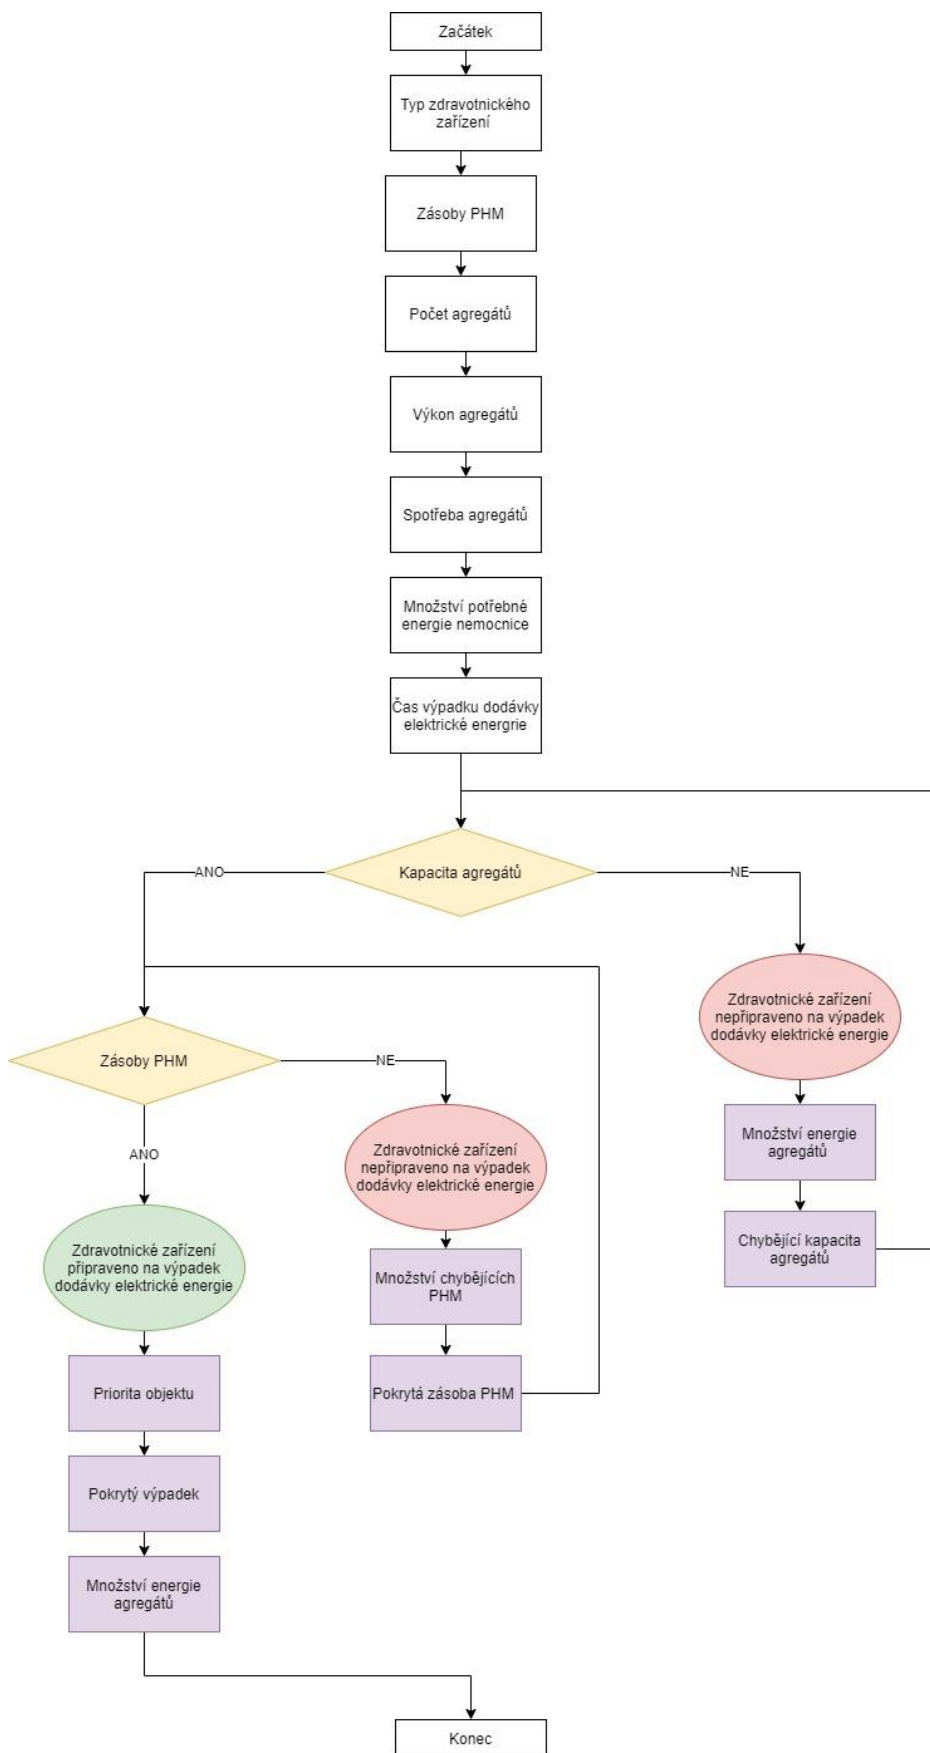 Začátek
Typ zdravotnického
zařízení
Zásoby PHM
Počet agregátů
Výkon agregátů
Spotřeba agregátů
Množství potřebné
energie nemocnice
Čas výpadku dodávky
elektrické energrie
Kapacita agregátů
ANO
NE
Zdravotnické zařízení
nepřipraveno na výpadek
dodávky elektrické energie
Množství energie
agregátů
Chybějící kapacita
agregátů
Zásoby PHM
NE
ANO
Zdravotnické zařízení
nepřipraveno na výpadek
dodávky elektrické energie
Množství chybějících
PHM
Pokrytá zásoba PHM
Zdravotnické zařízení
připraveno na výpadek
dodávky elektrické energie
Priorita objektu
Pokrytý výpadek
Množství energie
agregátů
Konec